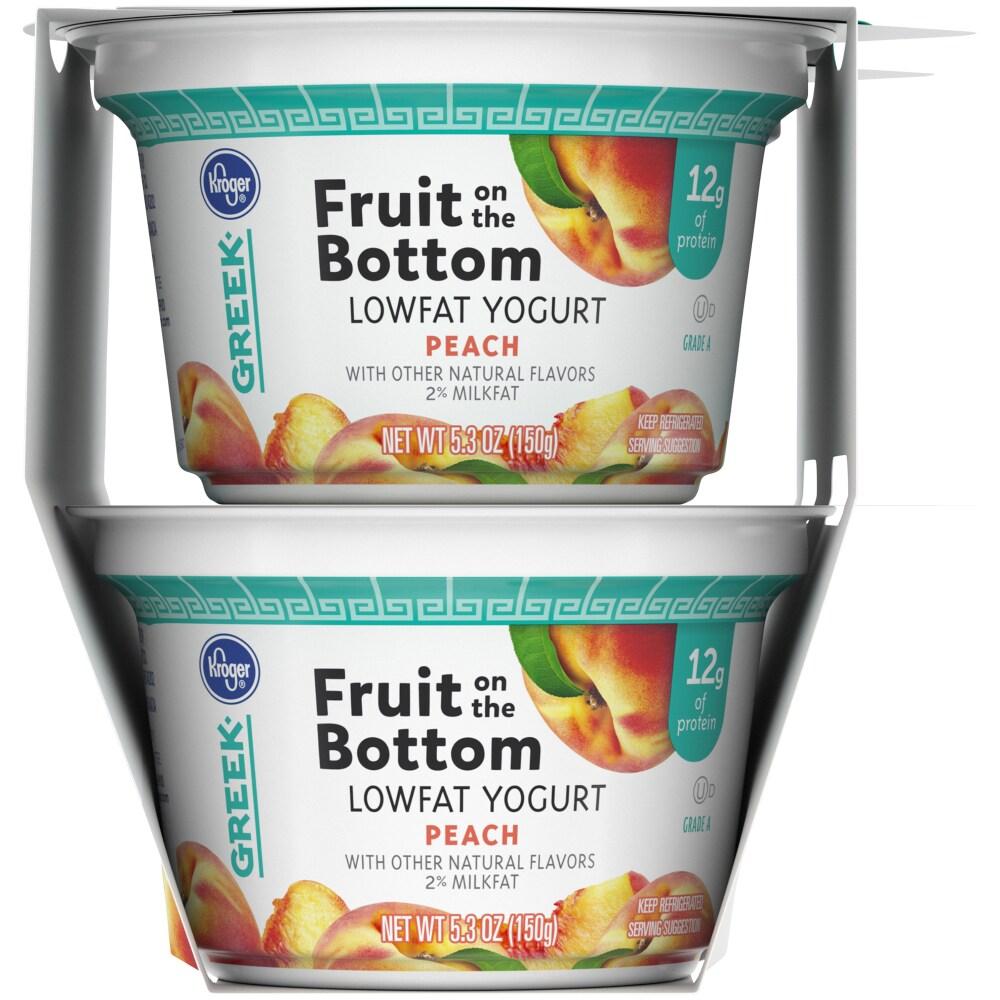 Kroger®
GREEK
Fruit on the
Bottom
LOWFAT YOGURT
PEACH
WITH OTHER NATURAL FLAVORS
2% MILKFAT
12g
of
protein
U D
GRADE A
NET WT 5.3 OZ (150g)
KEEP REFRIGERATED
SERVING SUGGESTION
Kroger®
GREEK
Fruit on the
Bottom
LOWFAT YOGURT
PEACH
WITH OTHER NATURAL FLAVORS
2% MILKFAT
12g
of
protein
U D
GRADE A
NET WT 5.3 OZ (150g)
KEEP REFRIGERATED
SERVING SUGGESTION